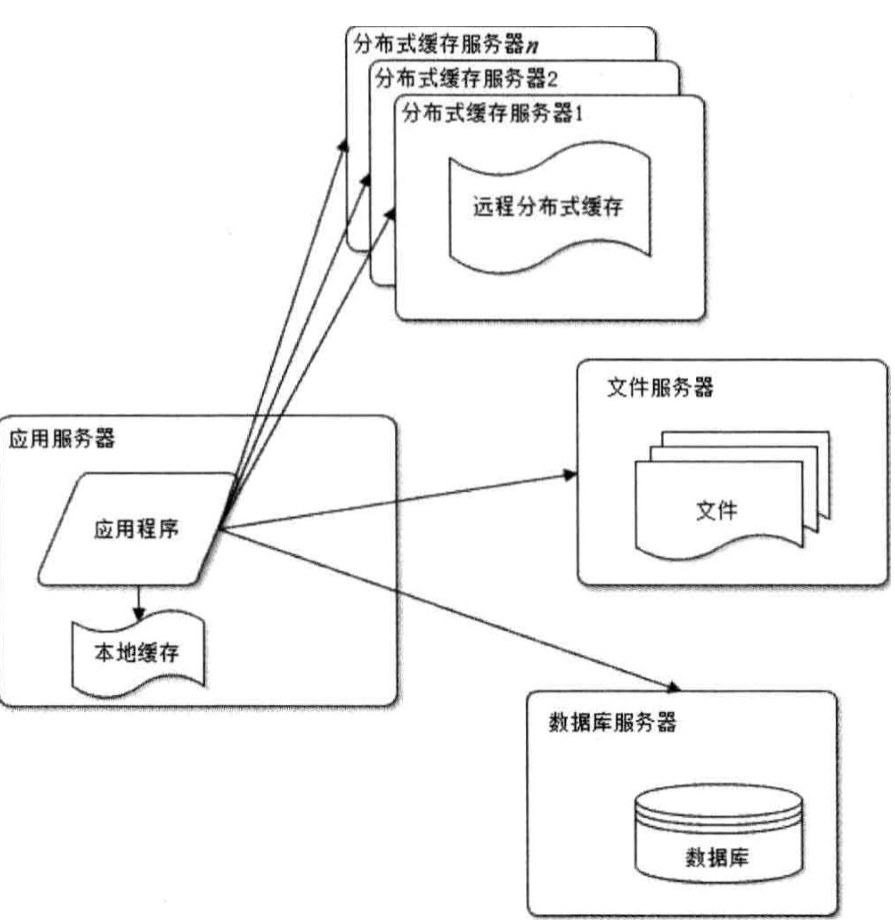 分布式缓存服务器n
分布式缓存服务器2
分布式缓存服务器1
远程分布式缓存
文件服务器
文件
应用服务器
应用程序
本地缓存
数据库服务器
数据库